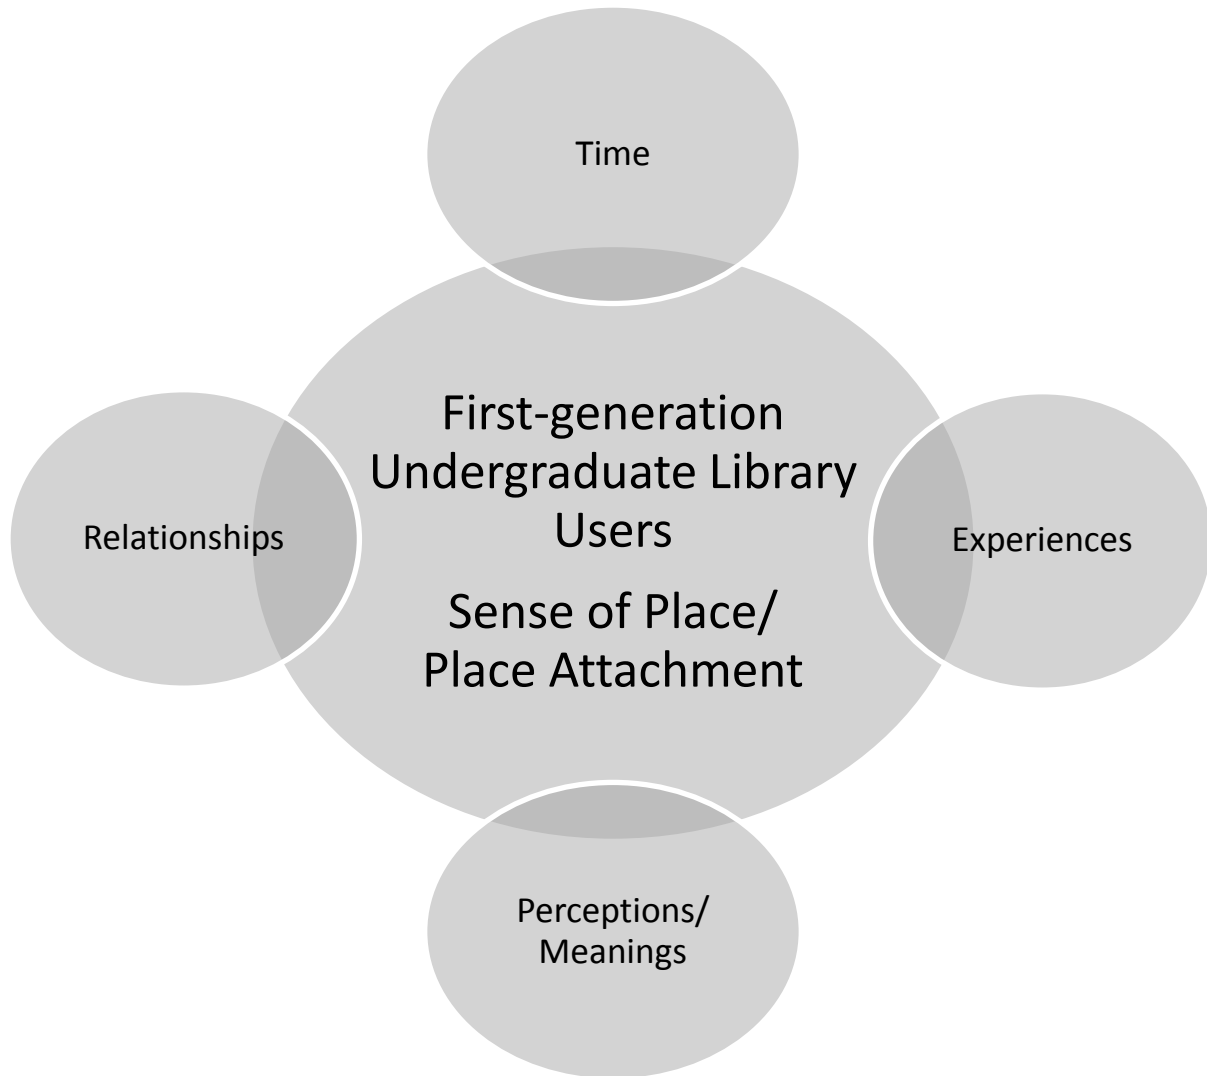 Time
First-generation
Undergraduate Library
Users
Sense of Place/
Place Attachment
Relationships
Experiences
Perceptions/
Meanings